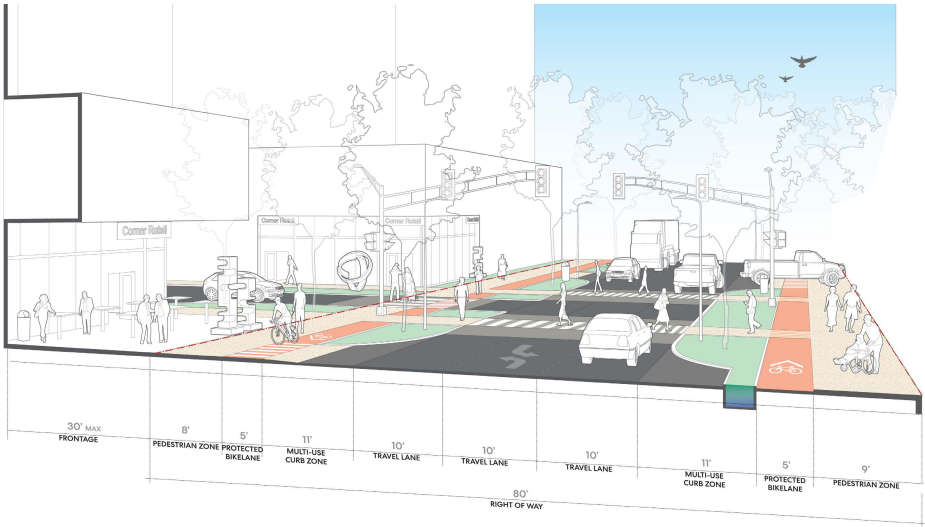 Corner Retail
Corner Retail
Corner Retail
30' MAX
FRONTAGE
8'
PEDESTRIAN ZONE
5'
PROTECTED
BIKELANE
11'
MULTI-USE
CURB ZONE
10'
TRAVEL LANE
10'
TRAVEL LANE
10'
TRAVEL LANE
11'
MULTI-USE
CURB ZONE
5'
PROTECTED
BIKELANE
9'
PEDESTRIAN ZONE
80'
RIGHT OF WAY